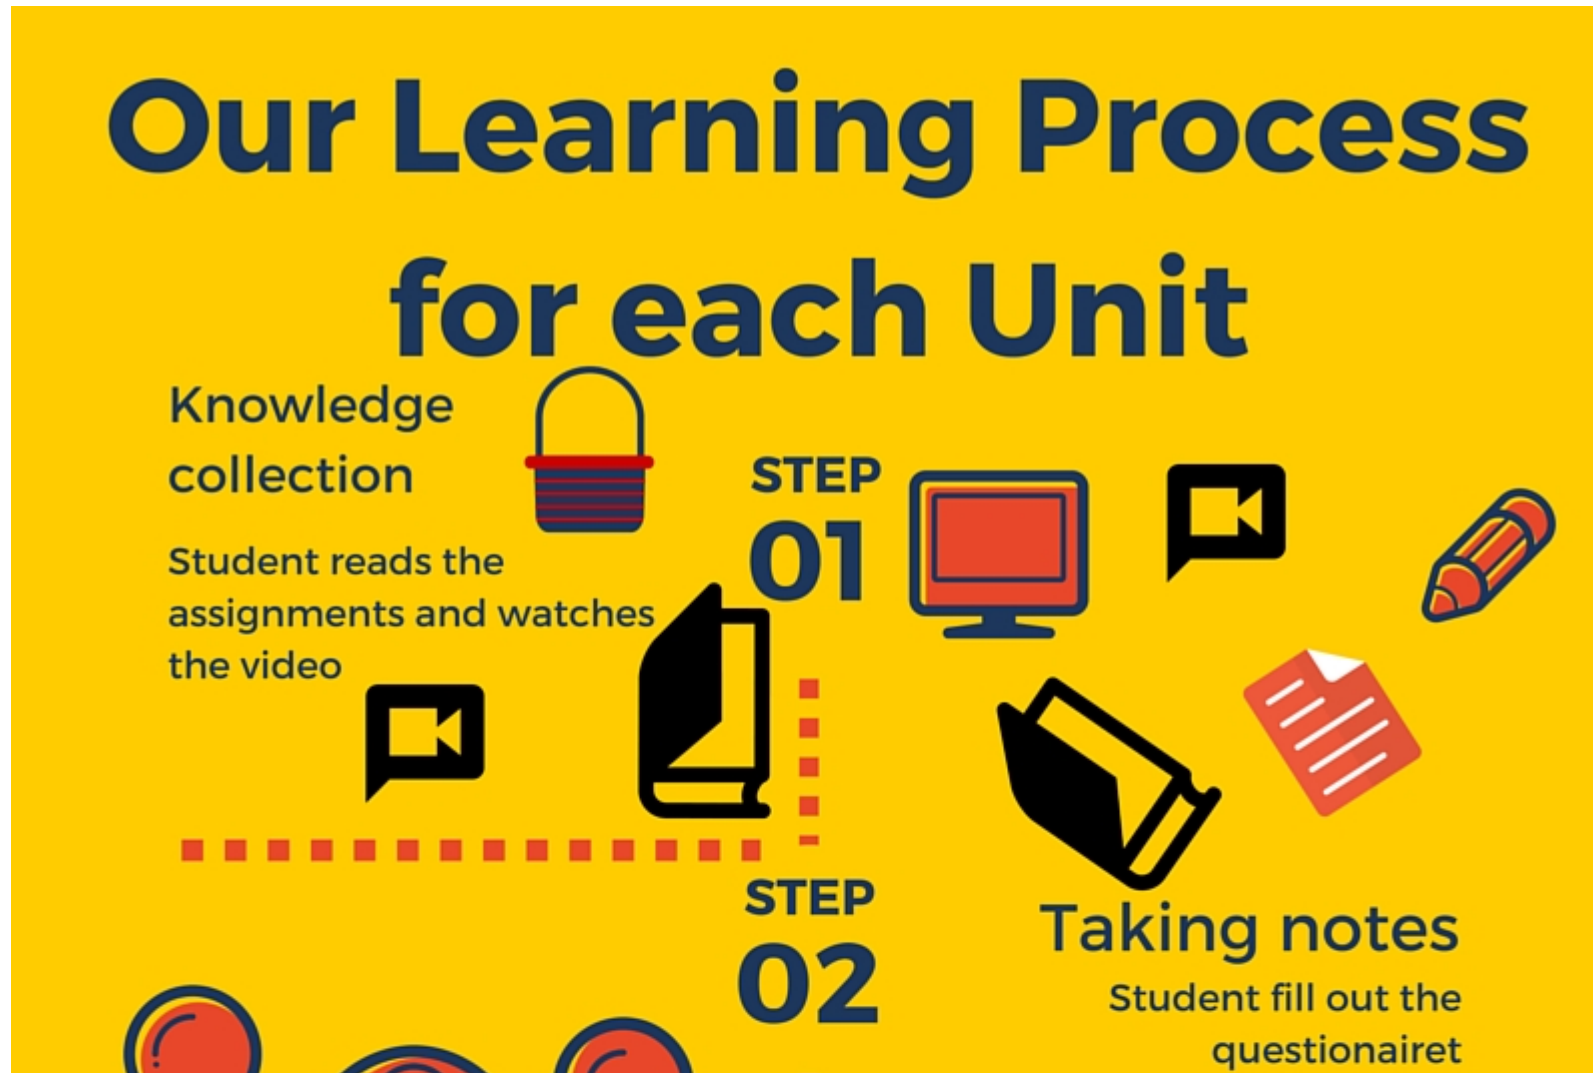 Our Learning Process
for each Unit
Knowledge
collection
Student reads the
assignments and watches
the video
STEP
01
STEP
02
Taking notes
Student fill out the
questionairet